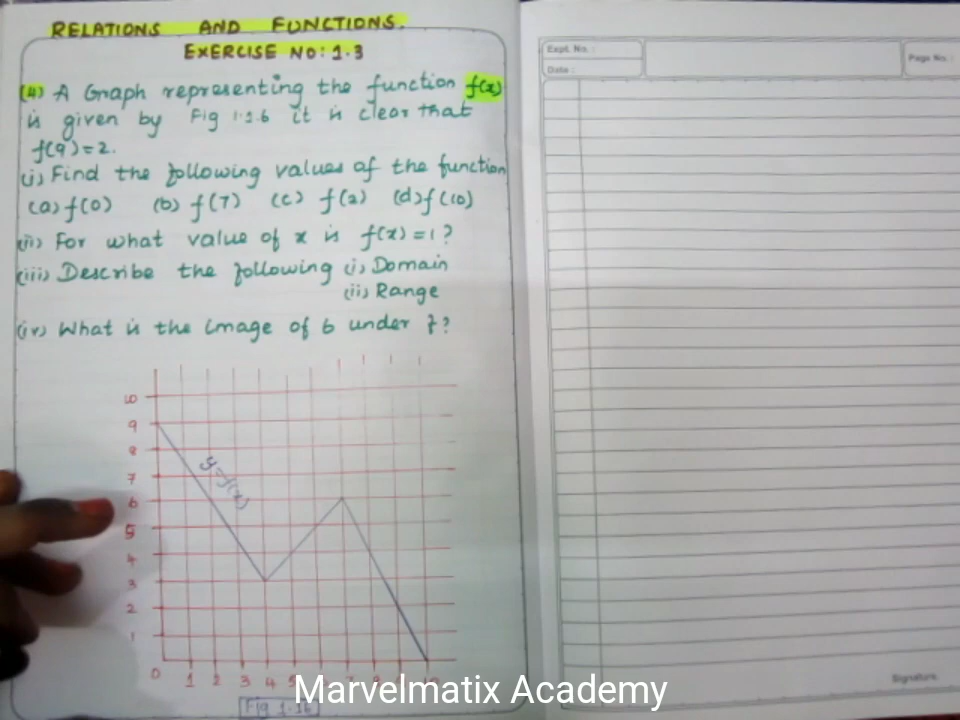 RELATIONS AND FUNCTIONS.
EXERCISE NO: 1.3
(4) A Graph representing the function f(x)
is given by Fig 1.16 it is clear that
f(9)=2.
(i) Find the following values of the function
(a) f(0) (b) f(7) (c) f(2) (d) f(10)
(ii) For what value of x is f(x)=1?
(iii) Describe the following (i) Domain
(ii) Range
(iv) What is the image of 6 under f?
10
9
8
7
6
5
4
3
2
1
y=f(x)
0 1 2 3 4 5 7 8
Fig 1.16
Marvelmatix Academy
Expt. No. :
Date :
Page No. :
Signature